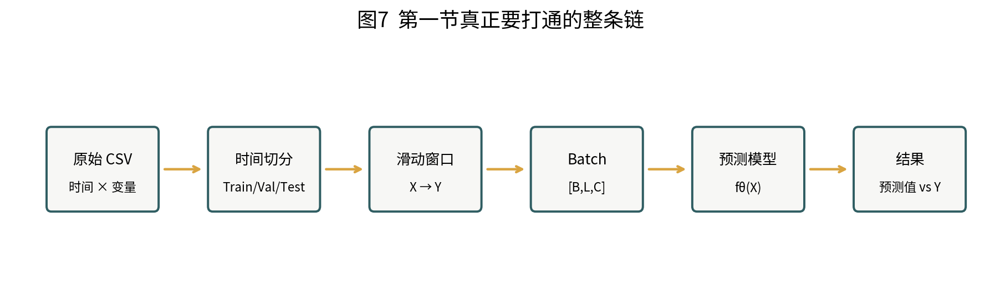 图7 第一节真正要打通的整条链
原始 CSV
时间 × 变量
时间切分
Train/Val/Test
滑动窗口
X → Y
Batch
[B,L,C]
预测模型
fθ(X)
结果
预测值 vs Y